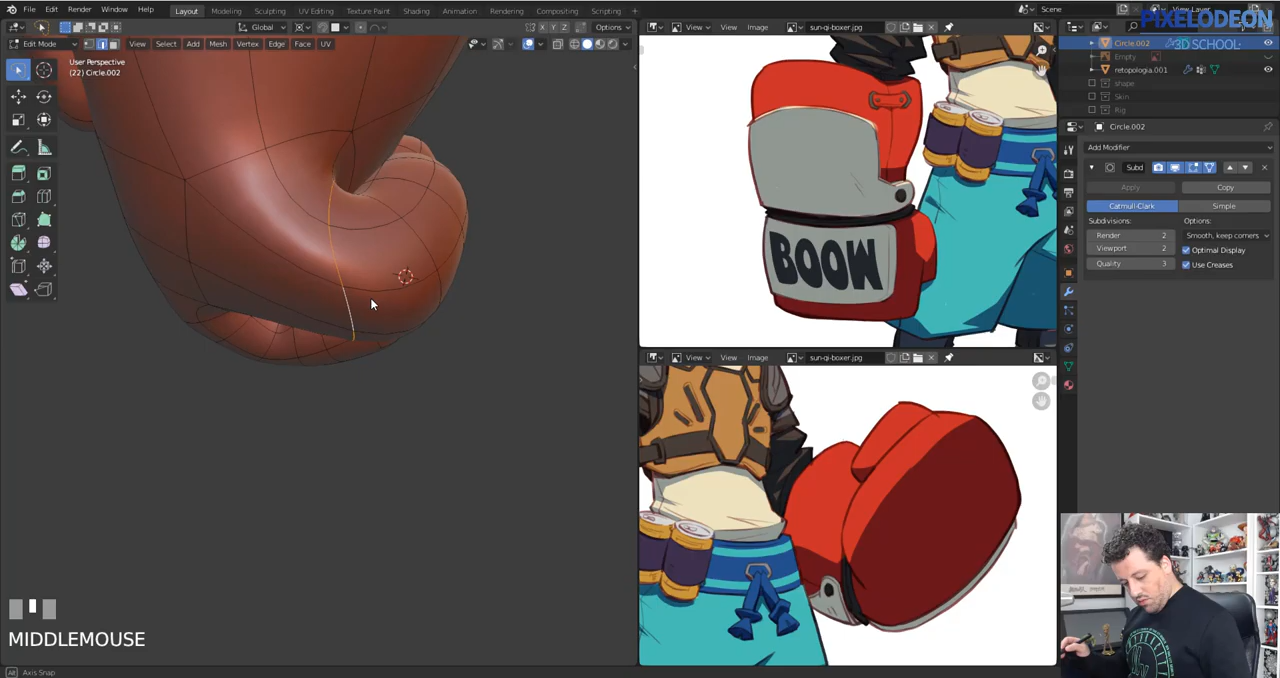 File Edit Render Window Help Layout Modeling Sculpting UV Editing Texture Paint Shading Animation Rendering Compositing Scripting + Scene View Layer
PIXELODEON
3D SCHOOL:
Global Options
Edit Mode View Select Add Mesh Vertex Edge Face UV
User Perspective
(22) Circle.002
View View Image sun-qi-boxer.jpg
BOOM
View View Image sun-qi-boxer.jpg
Circle.002
Empty
retopologia.001
shape
Skin
Rig
Circle.002
Add Modifier
Subd
Apply Copy
Catmull-Clark Simple
Subdivisions: Options:
Render 2 Smooth, keep corners
Viewport 2 Optimal Display
Quality 3 Use Creases
MIDDLEMOUSE
Alt Axis Snap